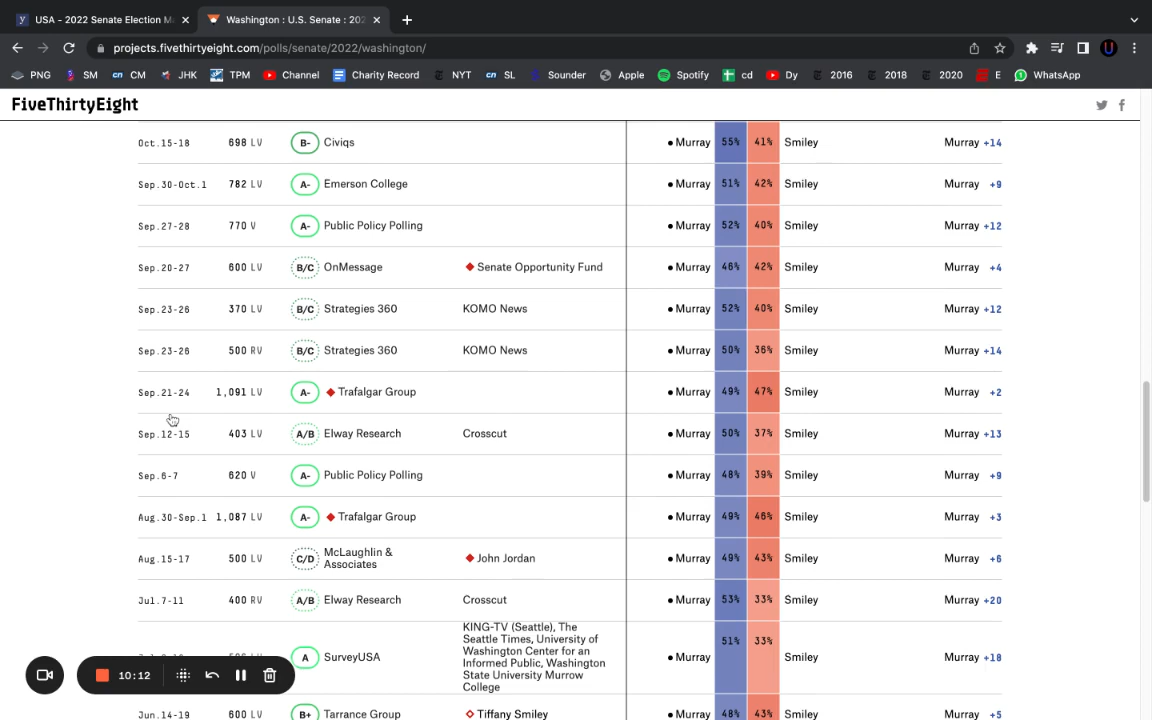 USA - 2022 Senate Election M
Washington : U.S. Senate : 202
projects.fivethirtyeight.com/polls/senate/2022/washington/
PNG SM cn CM JHK TPM Channel Charity Record NYT cn SL Sounder Apple Spotify cd Dy 2016 2018 2020 E WhatsApp
FiveThirtyEight
Oct.15-18 698 LV B- Civiqs Murray 55% 41% Smiley Murray +14
Sep.30-Oct.1 782 LV A- Emerson College Murray 51% 42% Smiley Murray +9
Sep.27-28 770 V A- Public Policy Polling Murray 52% 40% Smiley Murray +12
Sep.20-27 600 LV B/C OnMessage Senate Opportunity Fund Murray 46% 42% Smiley Murray +4
Sep.23-26 370 LV B/C Strategies 360 KOMO News Murray 52% 40% Smiley Murray +12
Sep.23-26 500 RV B/C Strategies 360 KOMO News Murray 50% 36% Smiley Murray +14
Sep.21-24 1,091 LV A- Trafalgar Group Murray 49% 47% Smiley Murray +2
Sep.12-15 403 LV A/B Elway Research Crosscut Murray 50% 37% Smiley Murray +13
Sep.6-7 620 V A- Public Policy Polling Murray 48% 39% Smiley Murray +9
Aug.30-Sep.1 1,087 LV A- Trafalgar Group Murray 49% 46% Smiley Murray +3
Aug.15-17 500 LV C/D McLaughlin & Associates John Jordan Murray 49% 43% Smiley Murray +6
Jul.7-11 400 RV A/B Elway Research Crosscut Murray 53% 33% Smiley Murray +20
KING-TV (Seattle), The
Seattle Times, University of
Washington Center for an
Informed Public, Washington
State University Murrow
College
A SurveyUSA Murray 51% 33% Smiley Murray +18
Jun.14-19 600 LV B+ Tarrance Group Tiffany Smiley Murray 48% 43% Smiley Murray +5
10:12